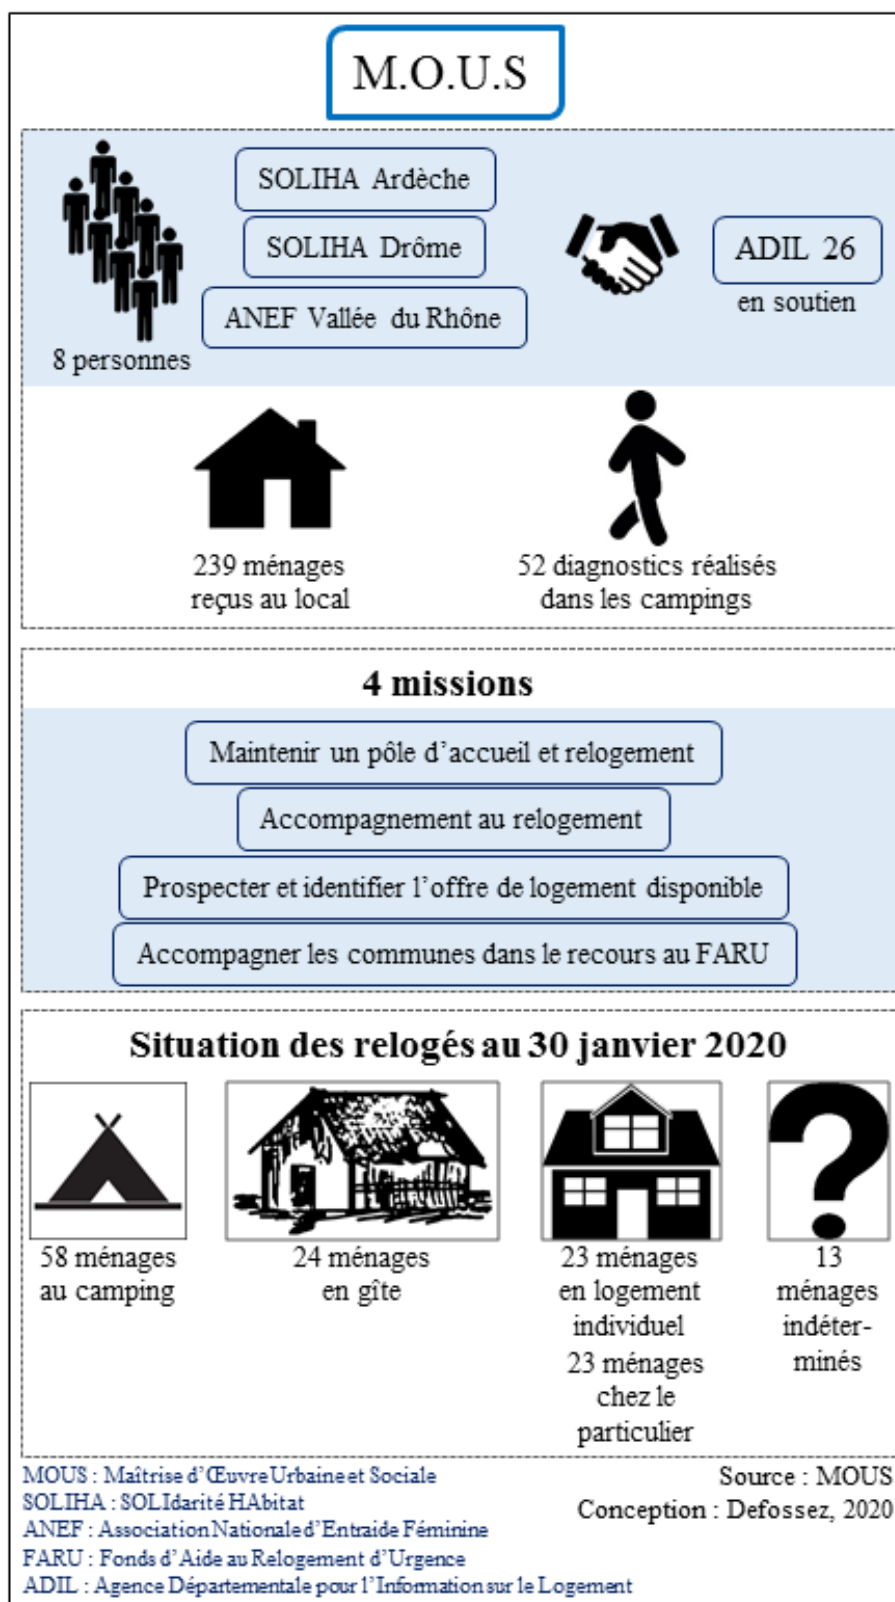 M.O.U.S
SOLIHA Ardèche
SOLIHA Drôme
ANEF Vallée du Rhône
8 personnes
ADIL 26
en soutien
239 ménages
reçus au local
52 diagnostics réalisés
dans les campings
4 missions
Maintenir un pôle d’accueil et relogement
Accompagnement au relogement
Prospecter et identifier l’offre de logement disponible
Accompagner les communes dans le recours au FARU
Situation des relogés au 30 janvier 2020
58 ménages
au camping
24 ménages
en gîte
23 ménages
en logement
individuel
23 ménages
chez le
particulier
13
ménages
indéter-
minés
MOUS : Maîtrise d’Œuvre Urbaine et Sociale
SOLIHA : SOLIdarité HAbitat
ANEF : Association Nationale d’Entraide Féminine
FARU : Fonds d’Aide au Relogement d’Urgence
ADIL : Agence Départementale pour l’Information sur le Logement
Source : MOUS
Conception : Defossez, 2020